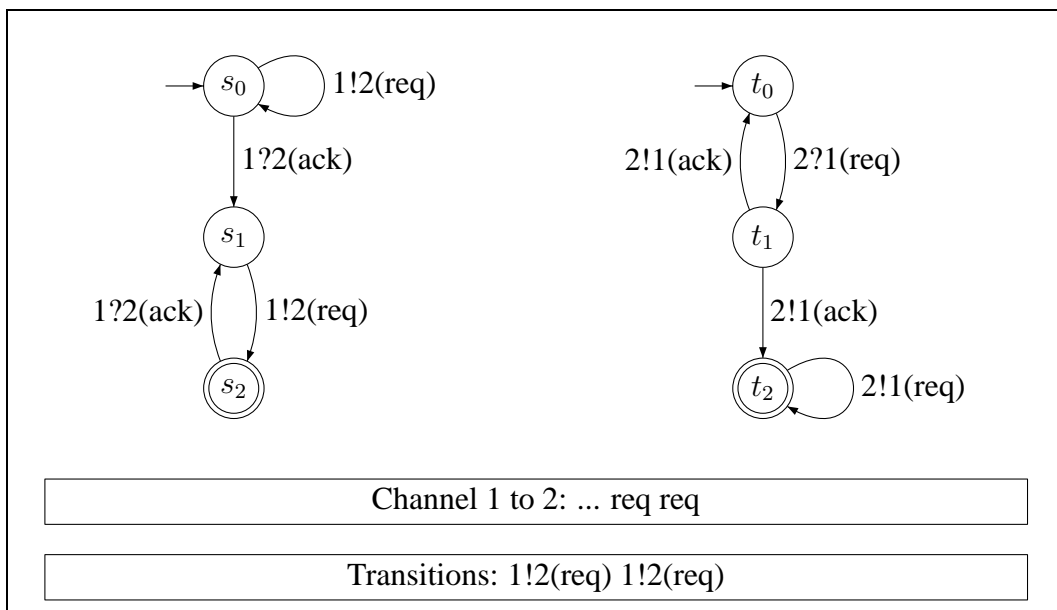 s0
1!2(req)
t0
1?2(ack)
2!1(ack)
2?1(req)
s1
t1
1?2(ack)
1!2(req)
2!1(ack)
s2
t2
2!1(req)
Channel 1 to 2: ... req req
Transitions: 1!2(req) 1!2(req)